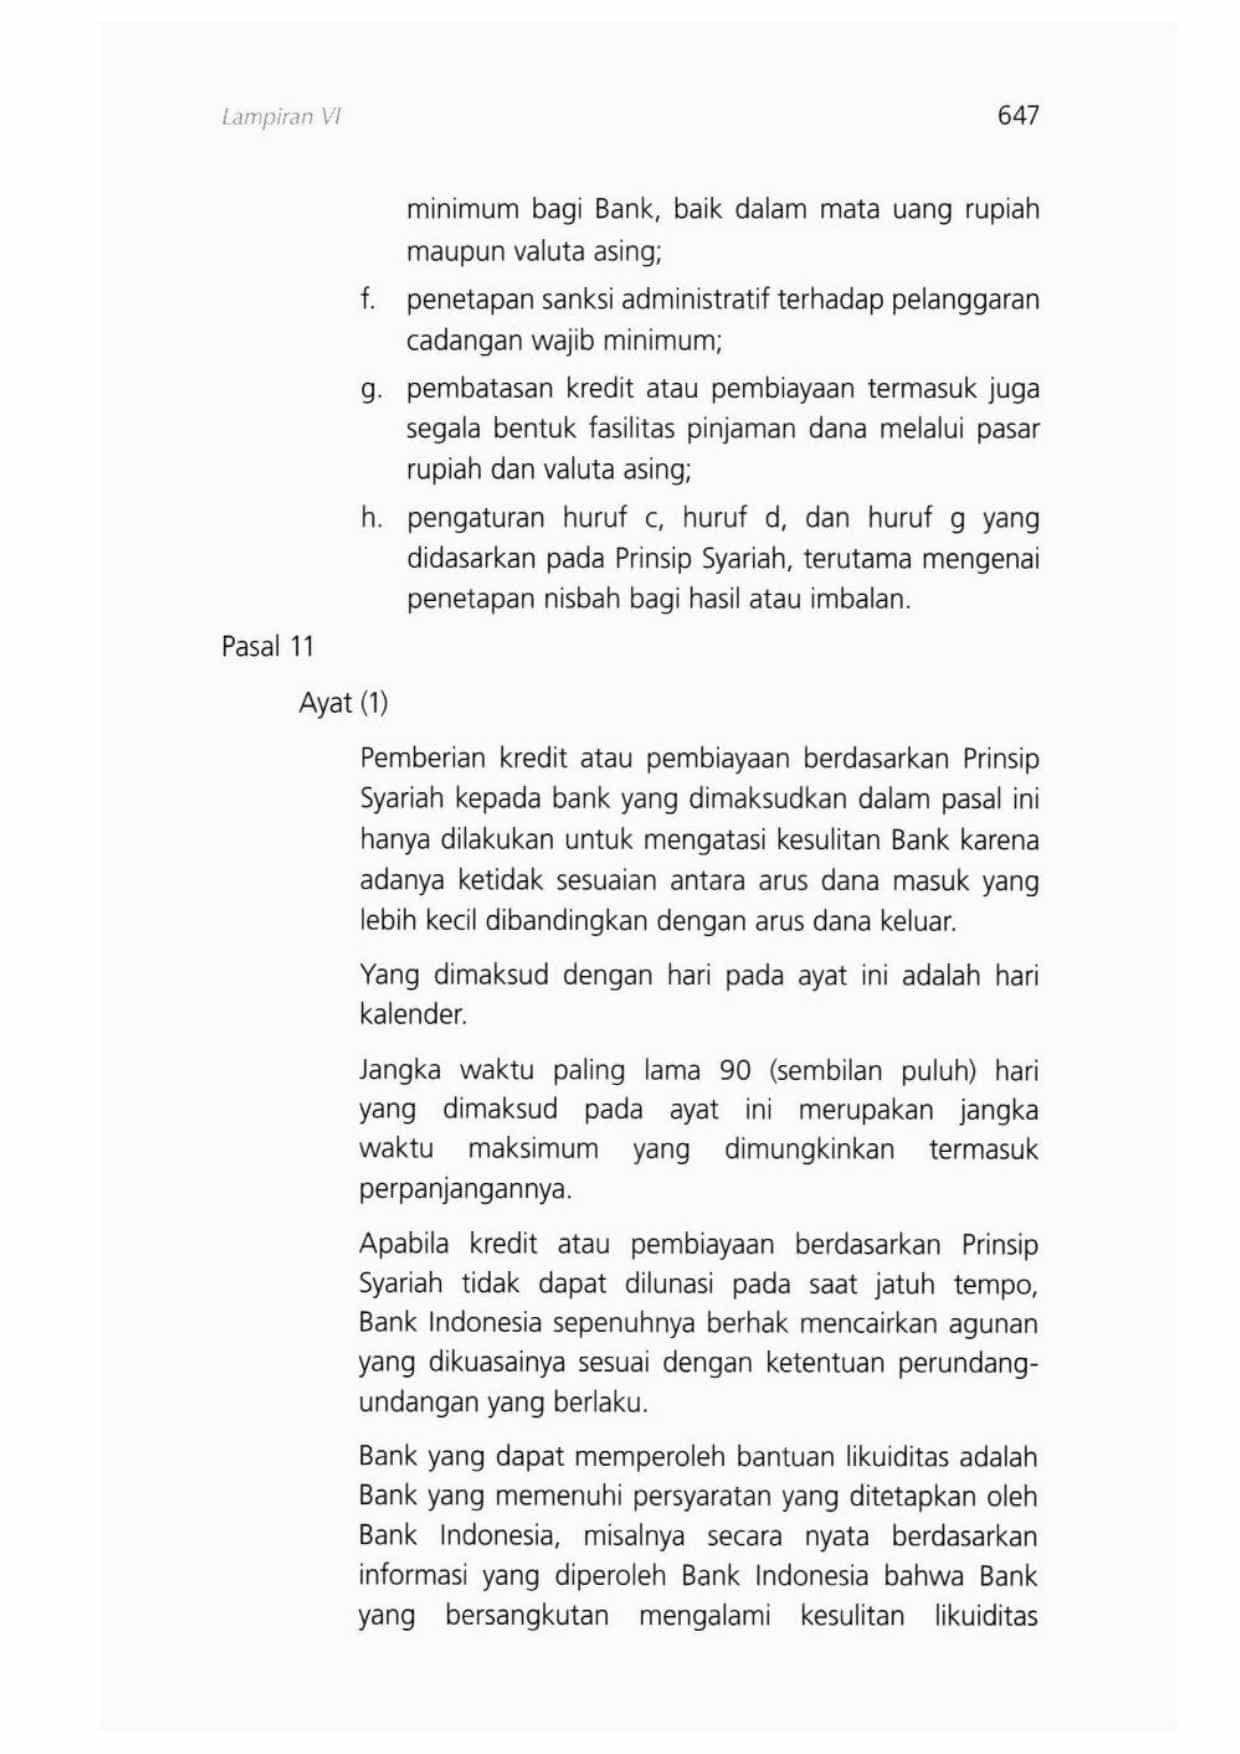 Lampiran VI
647
minimum bagi Bank, baik dalam mata uang rupiah
maupun valuta asing;
f. penetapan sanksi administratif terhadap pelanggaran
cadangan wajib minimum;
g. pembatasan kredit atau pembiayaan termasuk juga
segala bentuk fasilitas pinjaman dana melalui pasar
rupiah dan valuta asing;
h. pengaturan huruf c, huruf d, dan huruf g yang
didasarkan pada Prinsip Syariah, terutama mengenai
penetapan nisbah bagi hasil atau imbalan.
Pasal 11
Ayat (1)
Pemberian kredit atau pembiayaan berdasarkan Prinsip
Syariah kepada bank yang dimaksudkan dalam pasal ini
hanya dilakukan untuk mengatasi kesulitan Bank karena
adanya ketidak sesuaian antara arus dana masuk yang
lebih kecil dibandingkan dengan arus dana keluar.
Yang dimaksud dengan hari pada ayat ini adalah hari
kalender.
Jangka waktu paling lama 90 (sembilan puluh) hari
yang dimaksud pada ayat ini merupakan jangka
waktu maksimum yang dimungkinkan termasuk
perpanjangannya.
Apabila kredit atau pembiayaan berdasarkan Prinsip
Syariah tidak dapat dilunasi pada saat jatuh tempo,
Bank Indonesia sepenuhnya berhak mencairkan agunan
yang dikuasainya sesuai dengan ketentuan perundang-
undangan yang berlaku.
Bank yang dapat memperoleh bantuan likuiditas adalah
Bank yang memenuhi persyaratan yang ditetapkan oleh
Bank Indonesia, misalnya secara nyata berdasarkan
informasi yang diperoleh Bank Indonesia bahwa Bank
yang bersangkutan mengalami kesulitan likuiditas